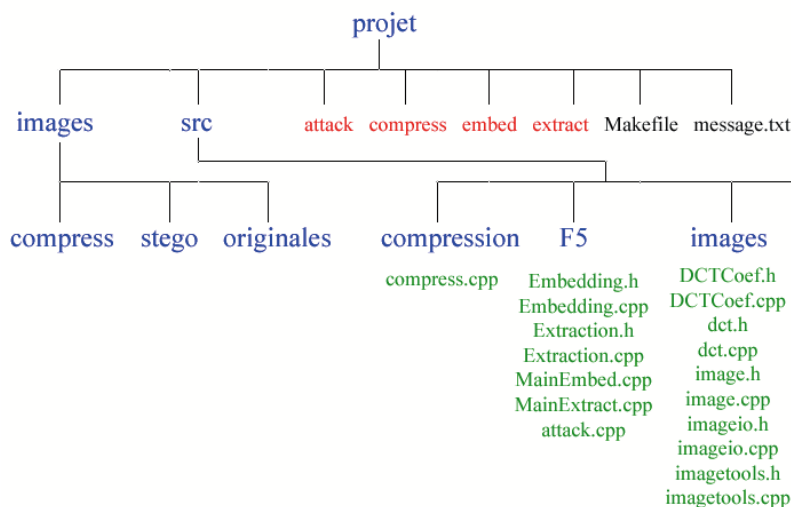 projet
images src attack compress embed extract Makefile message.txt
compress stego originales compression F5 images
compress.cpp Embedding.h DCTCoef.h
Embedding.cpp DCTCoef.cpp
Extraction.h dct.h
Extraction.cpp dct.cpp
MainEmbed.cpp image.h
MainExtract.cpp image.cpp
attack.cpp imageio.h
imageio.cpp
imagetools.h
imagetools.cpp